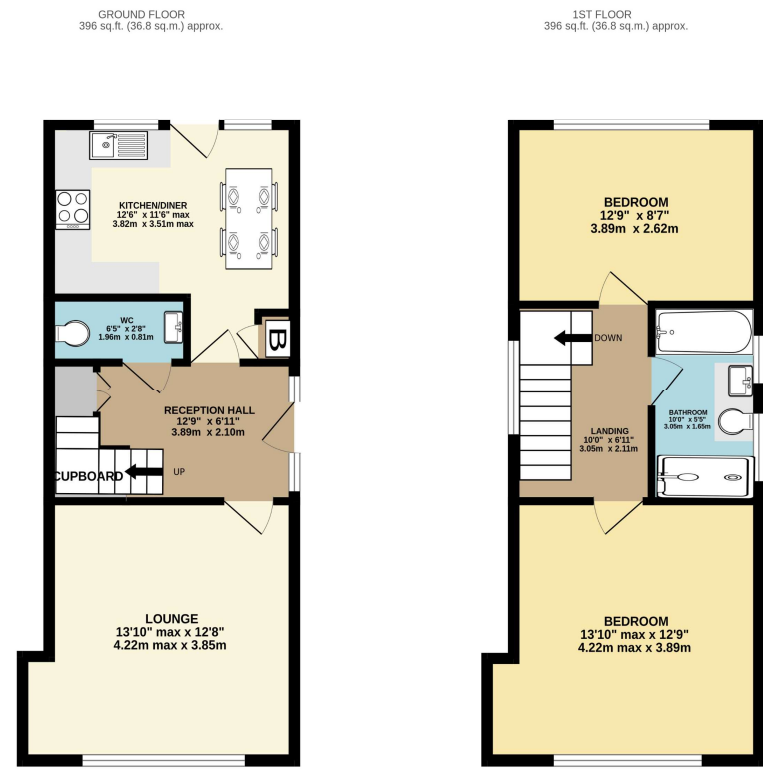 GROUND FLOOR
396 sq.ft. (36.8 sq.m.) approx.
KITCHEN/DINER
12'6" x 11'6" max
3.82m x 3.51m max
WC
6'5" x 2'8"
1.96m x 0.81m
B
RECEPTION HALL
12'9" x 6'11"
3.89m x 2.10m
CUPBOARD
UP
LOUNGE
13'10" max x 12'8"
4.22m max x 3.85m
1ST FLOOR
396 sq.ft. (36.8 sq.m.) approx.
BEDROOM
12'9" x 8'7"
3.89m x 2.62m
DOWN
BATHROOM
10'0" x 5'5"
3.05m x 1.65m
LANDING
10'0" x 6'11"
3.05m x 2.11m
BEDROOM
13'10" max x 12'9"
4.22m max x 3.89m